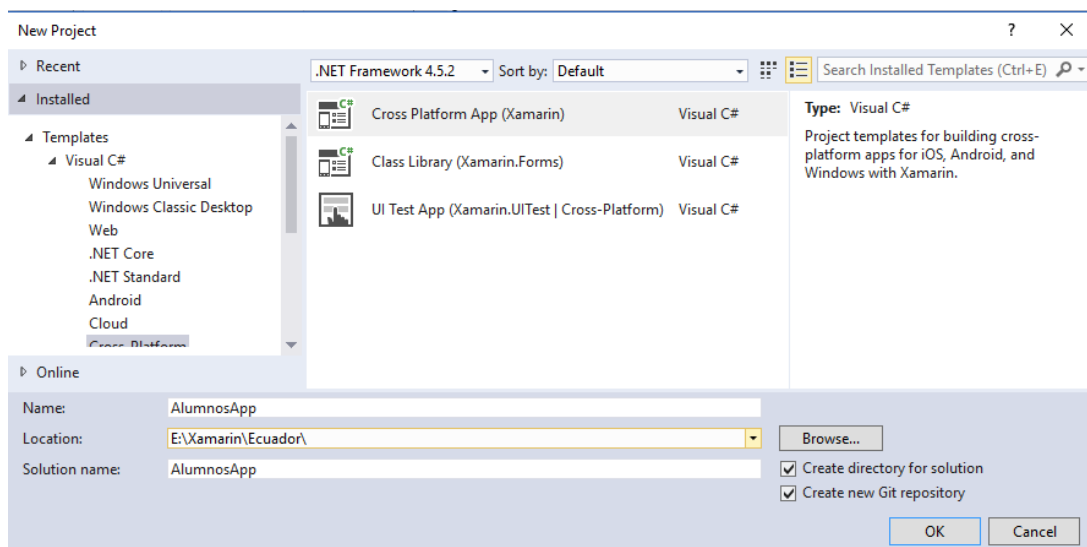 New Project
?
Recent
Installed
Templates
Visual C#
Windows Universal
Windows Classic Desktop
Web
.NET Core
.NET Standard
Android
Cloud
Cross-Platform
Online
.NET Framework 4.5.2
Sort by: Default
Search Installed Templates (Ctrl+E)
C# Cross Platform App (Xamarin) Visual C#
C# Class Library (Xamarin.Forms) Visual C#
UI Test App (Xamarin.UITest | Cross-Platform) Visual C#
Type: Visual C#
Project templates for building cross-
platform apps for iOS, Android, and
Windows with Xamarin.
Name: AlumnosApp
Location: E:\Xamarin\Ecuador\
Browse...
Solution name: AlumnosApp
Create directory for solution
Create new Git repository
OK Cancel